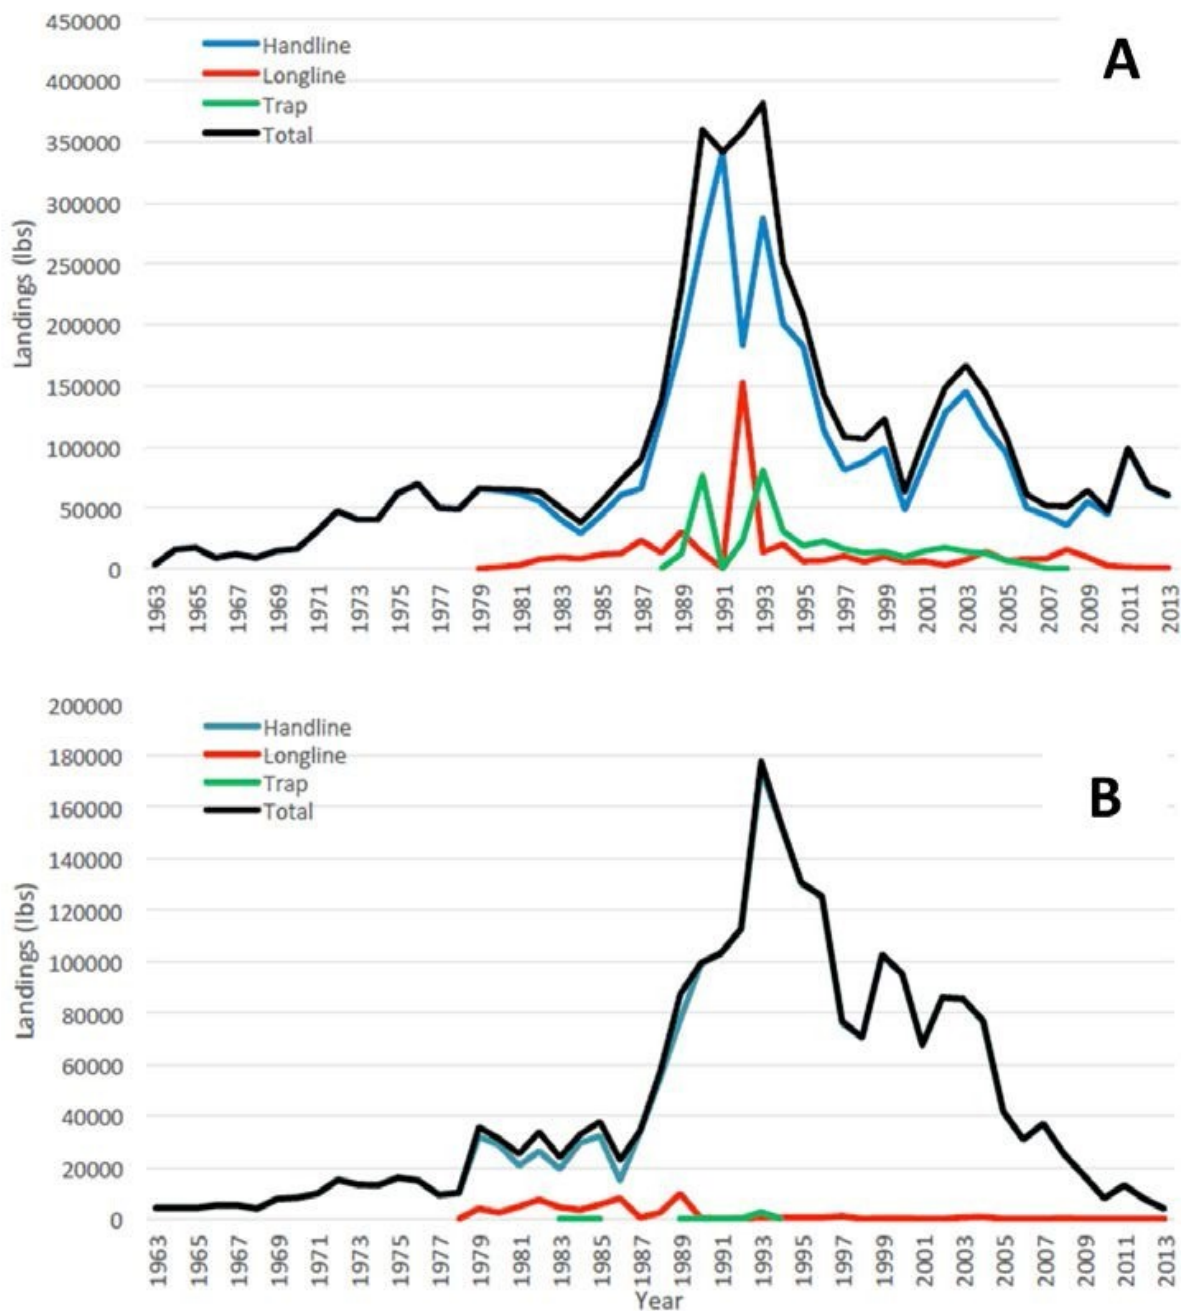 450000
400000
350000
300000
250000
200000
150000
100000
50000
0
Landings (lbs)
Handline
Longline
Trap
Total
A
1963 1965 1967 1969 1971 1973 1975 1977 1979 1981 1983 1985 1987 1989 1991 1993 1995 1997 1999 2001 2003 2005 2007 2009 2011 2013
200000
180000
160000
140000
120000
100000
80000
60000
40000
20000
0
Landings (lbs)
Handline
Longline
Trap
Total
B
1963 1965 1967 1969 1971 1973 1975 1977 1979 1981 1983 1985 1987 1989 1991 1993 1995 1997 1999 2001 2003 2005 2007 2009 2011 2013
Year